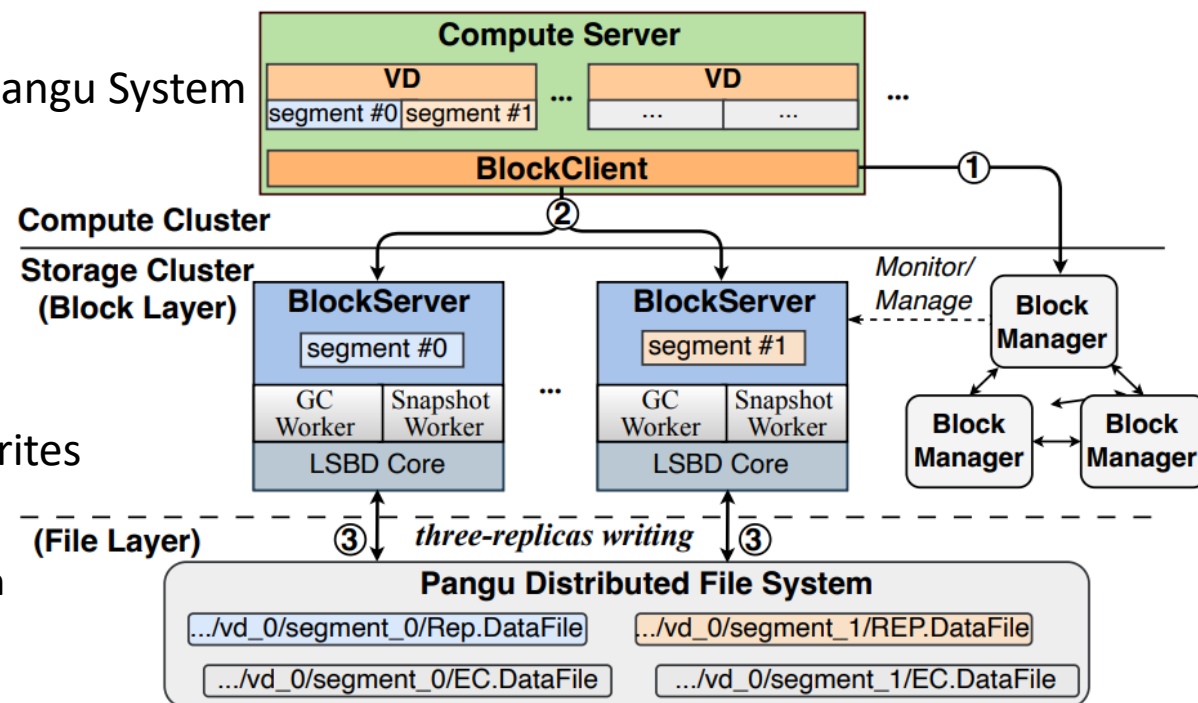 Compute Server
angu System
VD
...
VD
...
segment #0
segment #1
...
...
BlockClient
①
②
Compute Cluster
Storage Cluster
(Block Layer)
Monitor/
Manage
BlockServer
segment #0
GC
Worker
Snapshot
Worker
LSBD Core
...
BlockServer
segment #1
GC
Worker
Snapshot
Worker
LSBD Core
Block
Manager
Block
Manager
Block
Manager
rites
(File Layer)
③
three-replicas writing
③
Pangu Distributed File System
.../vd_0/segment_0/Rep.DataFile
.../vd_0/segment_1/REP.DataFile
.../vd_0/segment_0/EC.DataFile
.../vd_0/segment_1/EC.DataFile